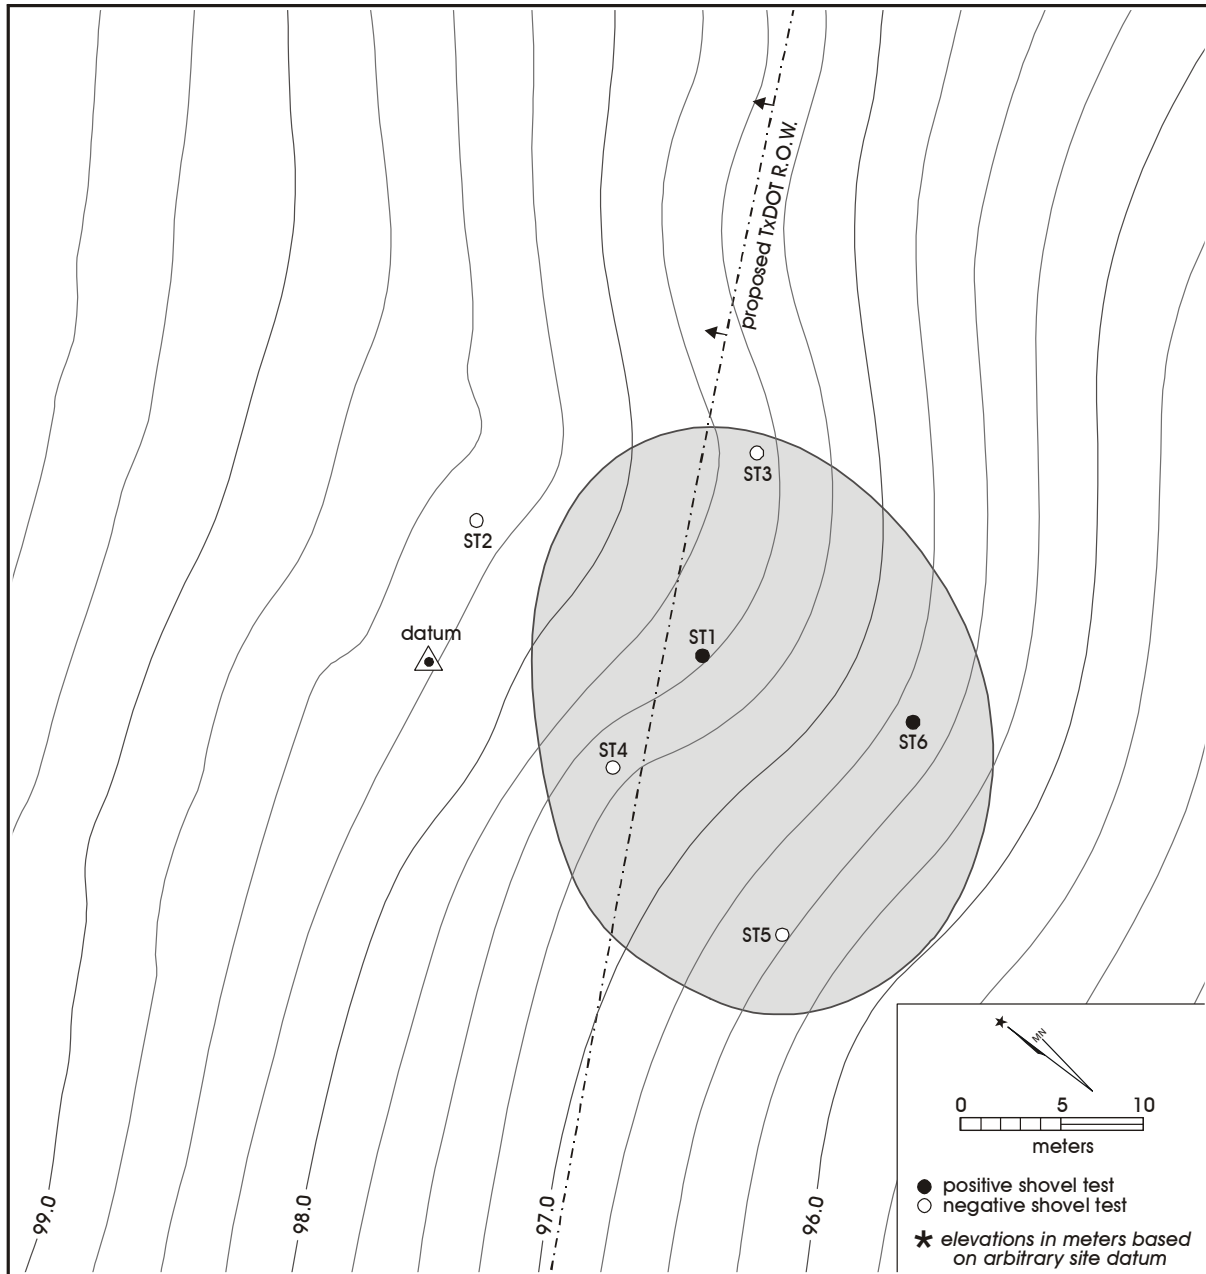 proposed TxDOT R.O.W.
ST3
ST2
datum
ST1
ST6
ST4
ST5
MN
0 5 10
meters
positive shovel test
negative shovel test
elevations in meters based
on arbitrary site datum
99.0
98.0
97.0
96.0